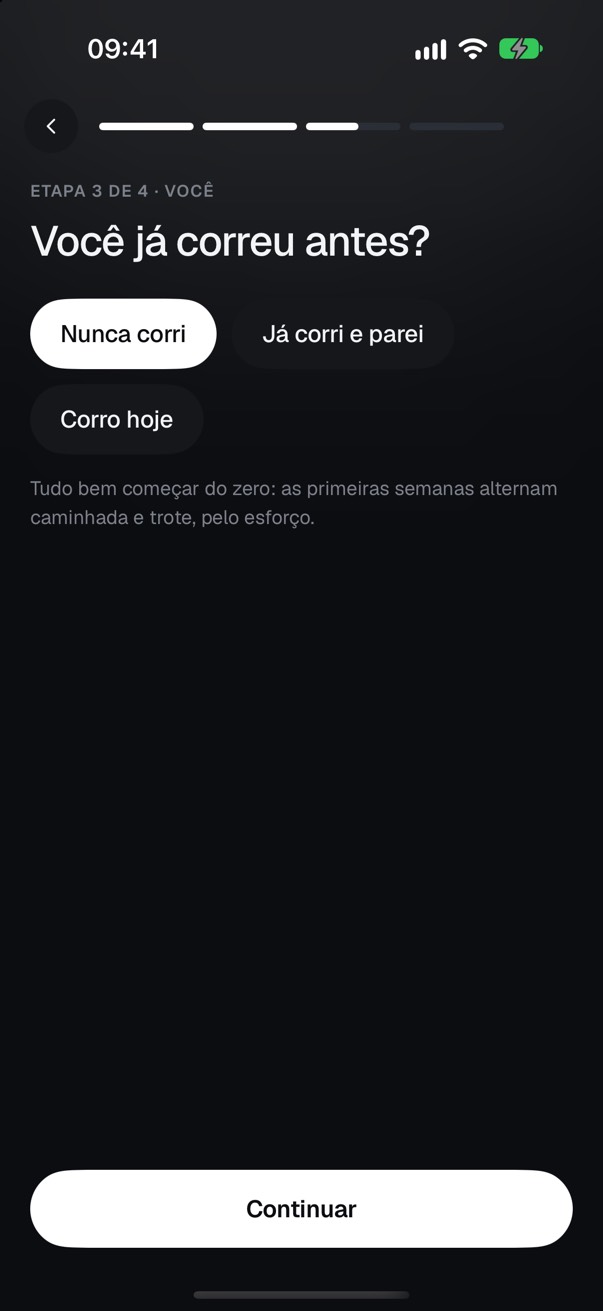 09:41
ETAPA 3 DE 4 · VOCÊ
Você já correu antes?
Nunca corri
Já corri e parei
Corro hoje
Tudo bem começar do zero: as primeiras semanas alternam
caminhada e trote, pelo esforço.
Continuar